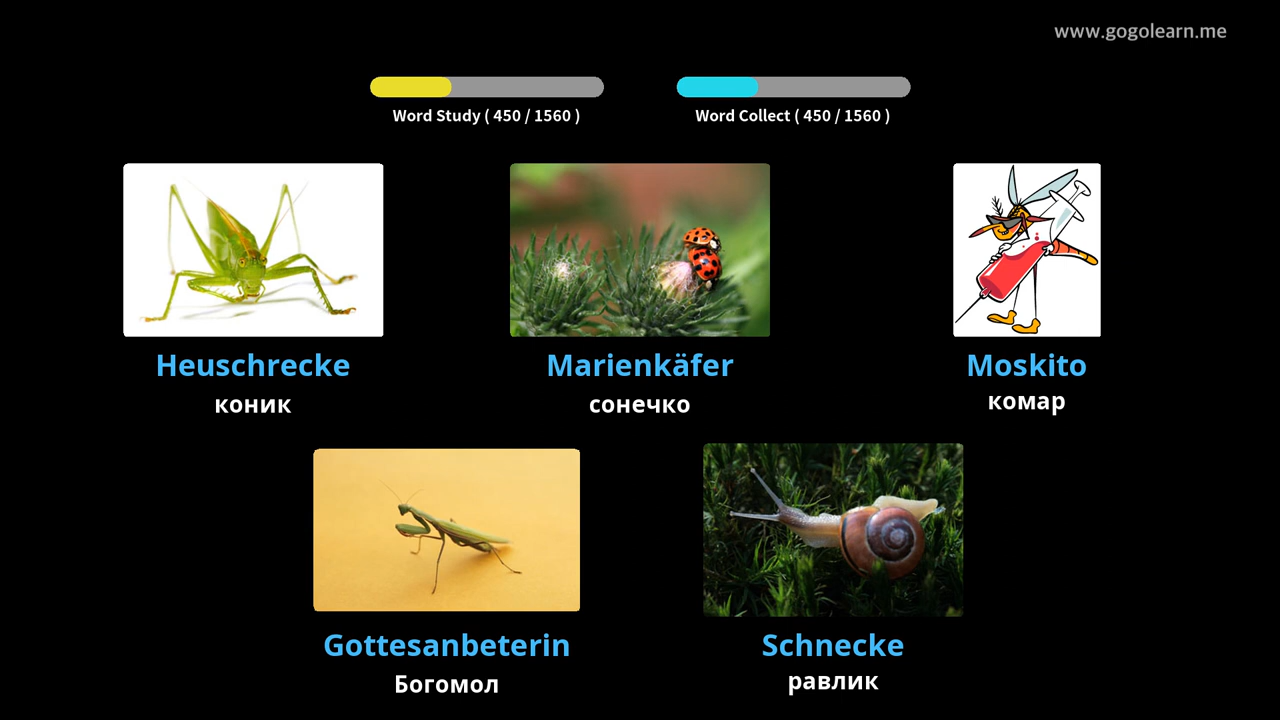 www.gogolearn.me
Word Study ( 450 / 1560 )
Word Collect ( 450 / 1560 )
Heuschrecke
коник
Marienkäfer
сонечко
Moskito
комар
Gottesanbeterin
Богомол
Schnecke
равлик